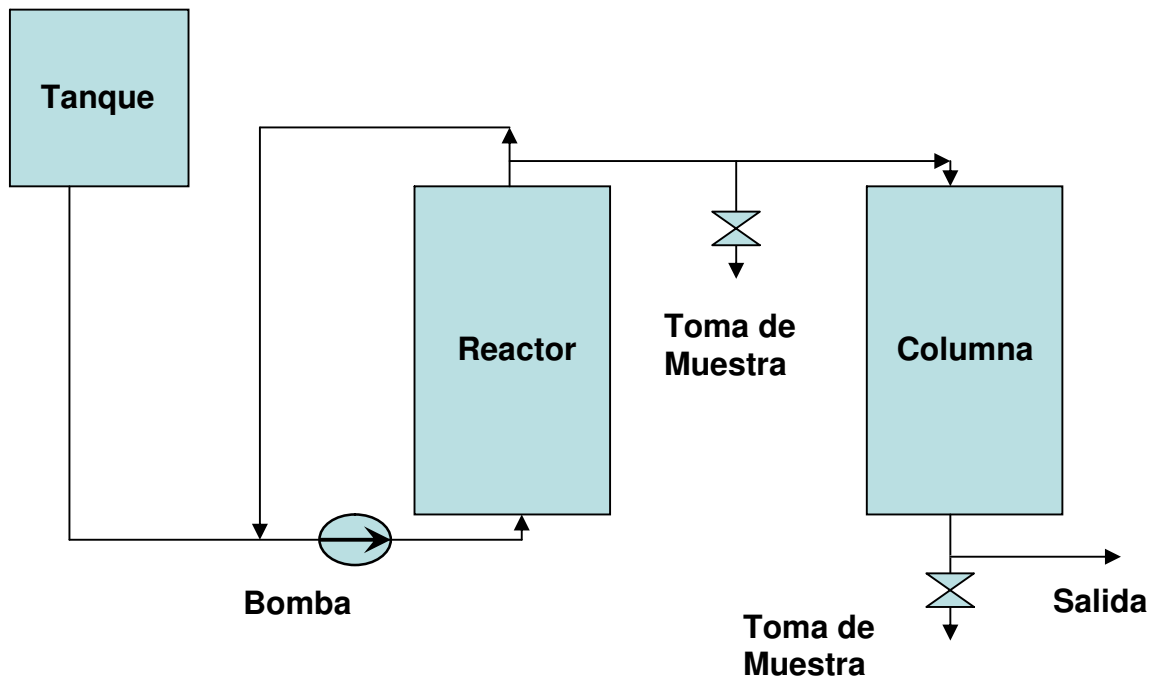 Tanque
Reactor
Toma de
Muestra
Columna
Bomba
Toma de
Muestra
Salida